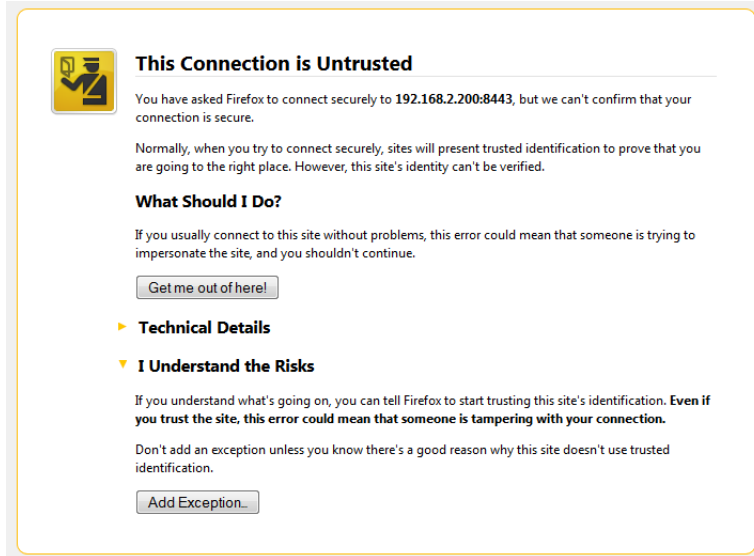 This Connection is Untrusted
You have asked Firefox to connect securely to 192.168.2.200:8443, but we can't confirm that your
connection is secure.
Normally, when you try to connect securely, sites will present trusted identification to prove that you
are going to the right place. However, this site's identity can't be verified.
What Should I Do?
If you usually connect to this site without problems, this error could mean that someone is trying to
impersonate the site, and you shouldn't continue.
Get me out of here!
Technical Details
I Understand the Risks
If you understand what's going on, you can tell Firefox to start trusting this site's identification. Even if
you trust the site, this error could mean that someone is tampering with your connection.
Don't add an exception unless you know there's a good reason why this site doesn't use trusted
identification.
Add Exception...